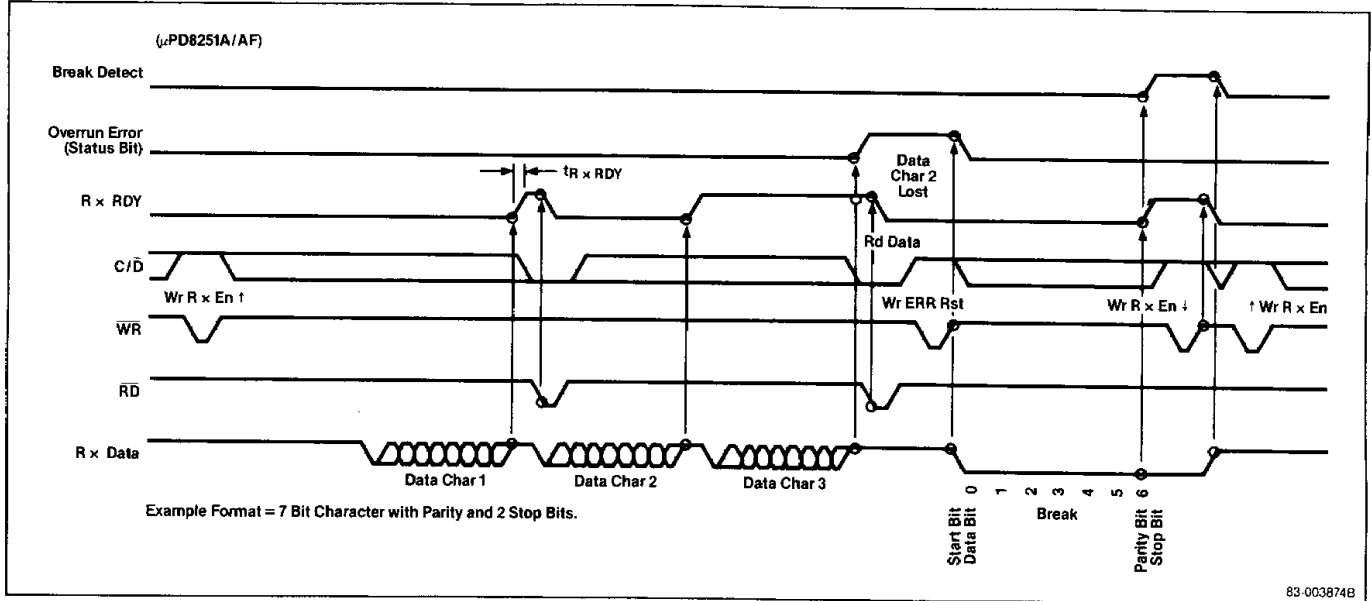 (μPD8251A/AF)
Break Detect
Overrun Error
(Status Bit)
tR × RDY
Data
Char 2
Lost
R × RDY
Rd Data
C/D̅
Wr R × En ↑
Wr ERR Rst
Wr R × En ↓
↑ Wr R × En
W̅R̅
R̅D̅
R × Data
Data Char 1
Data Char 2
Data Char 3
Start Bit
Data Bit
0
1
2
3
4
5
6
Break
Parity Bit
Stop Bit
Example Format = 7 Bit Character with Parity and 2 Stop Bits.
83-003874B